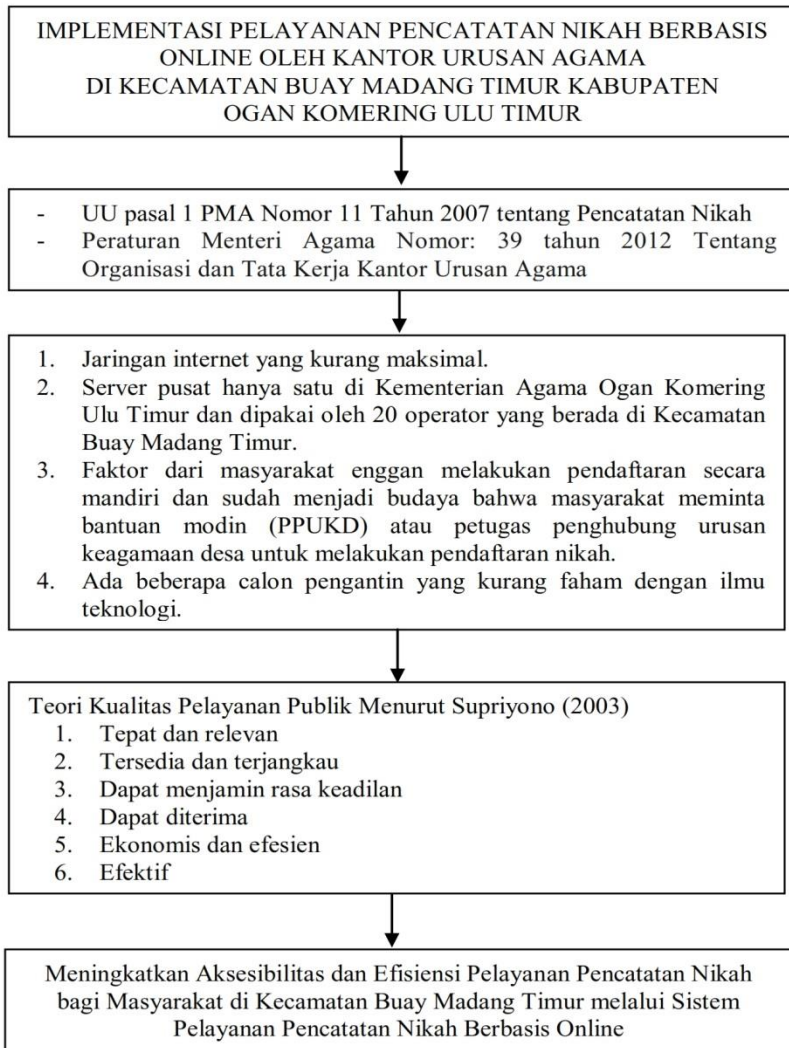 IMPLEMENTASI PELAYANAN PENCATATAN NIKAH BERBASIS
ONLINE OLEH KANTOR URUSAN AGAMA
DI KECAMATAN BUAY MADANG TIMUR KABUPATEN
OGAN KOMERING ULU TIMUR
- UU pasal 1 PMA Nomor 11 Tahun 2007 tentang Pencatatan Nikah
- Peraturan Menteri Agama Nomor: 39 tahun 2012 Tentang
Organisasi dan Tata Kerja Kantor Urusan Agama
1. Jaringan internet yang kurang maksimal.
2. Server pusat hanya satu di Kementerian Agama Ogan Komering
Ulu Timur dan dipakai oleh 20 operator yang berada di Kecamatan
Buay Madang Timur.
3. Faktor dari masyarakat enggan melakukan pendaftaran secara
mandiri dan sudah menjadi budaya bahwa masyarakat meminta
bantuan modin (PPUKD) atau petugas penghubung urusan
keagamaan desa untuk melakukan pendaftaran nikah.
4. Ada beberapa calon pengantin yang kurang faham dengan ilmu
teknologi.
Teori Kualitas Pelayanan Publik Menurut Supriyono (2003)
1. Tepat dan relevan
2. Tersedia dan terjangkau
3. Dapat menjamin rasa keadilan
4. Dapat diterima
5. Ekonomis dan efesien
6. Efektif
Meningkatkan Aksesibilitas dan Efisiensi Pelayanan Pencatatan Nikah
bagi Masyarakat di Kecamatan Buay Madang Timur melalui Sistem
Pelayanan Pencatatan Nikah Berbasis Online